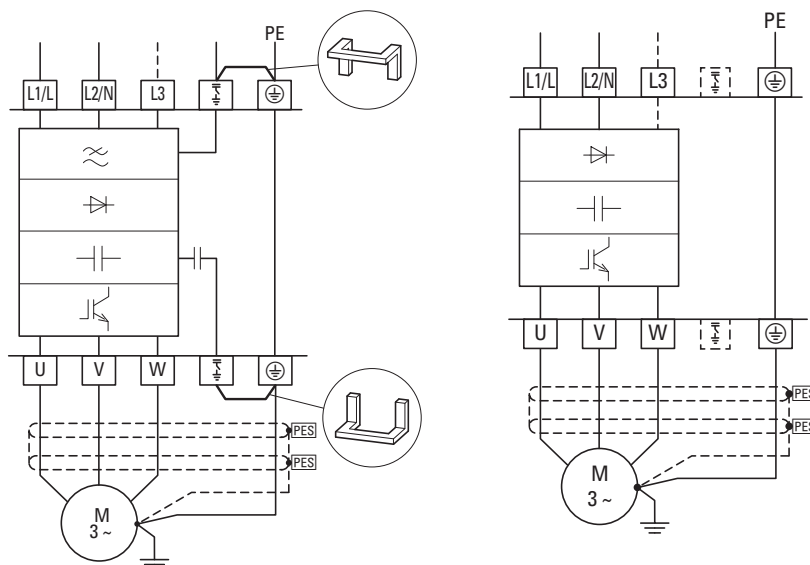 PE
L1/L L2/N L3
U V W
PES
PES
M
3 ~
PE
L1/L L2/N L3
U V W
PES
PES
M
3 ~